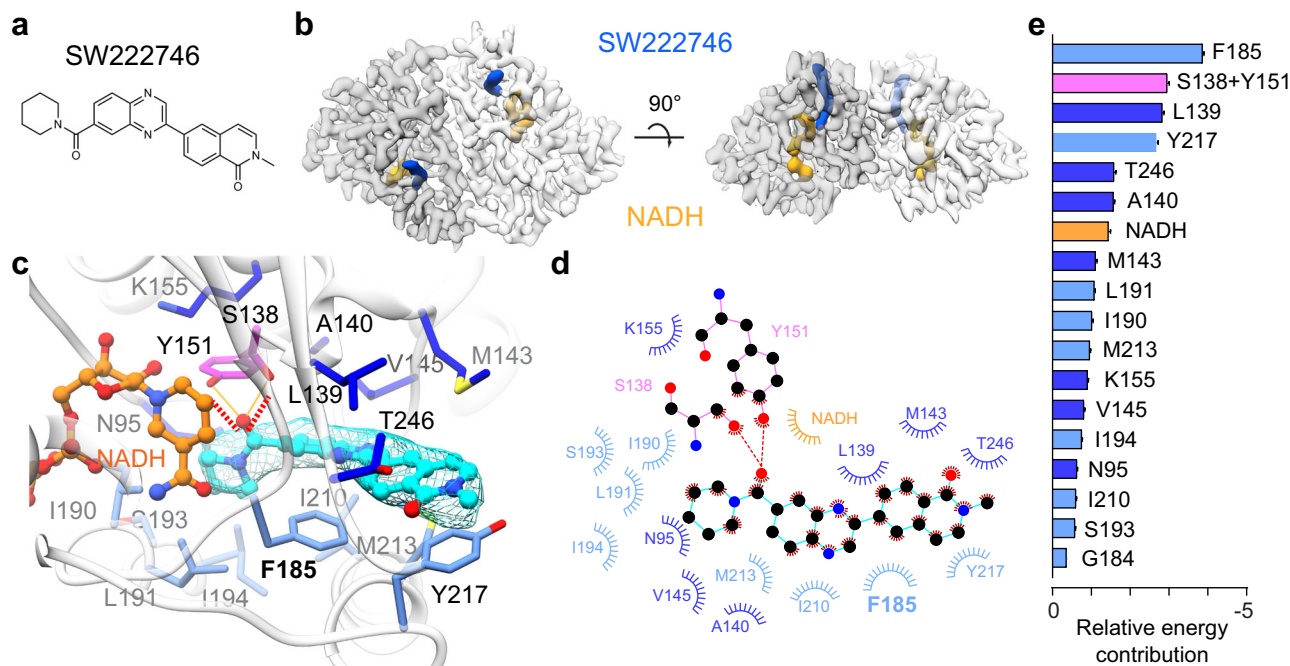 a
SW222746
N
N
N
O
N
O
b
SW222746
90°
NADH
c
K155
S138
Y151
A140
V145
M143
L139
N95
T246
NADH
I190
S193
I210
M213
F185
L191
I194
Y217
d
K155
Y151
S138
NADH
M143
L139
T246
S193
I190
L191
I194
N95
M213
Y217
V145
I210
F185
A140
e
F185
S138+Y151
L139
Y217
T246
A140
NADH
M143
L191
I190
M213
K155
V145
I194
N95
I210
S193
G184
0 -5
Relative energy
contribution